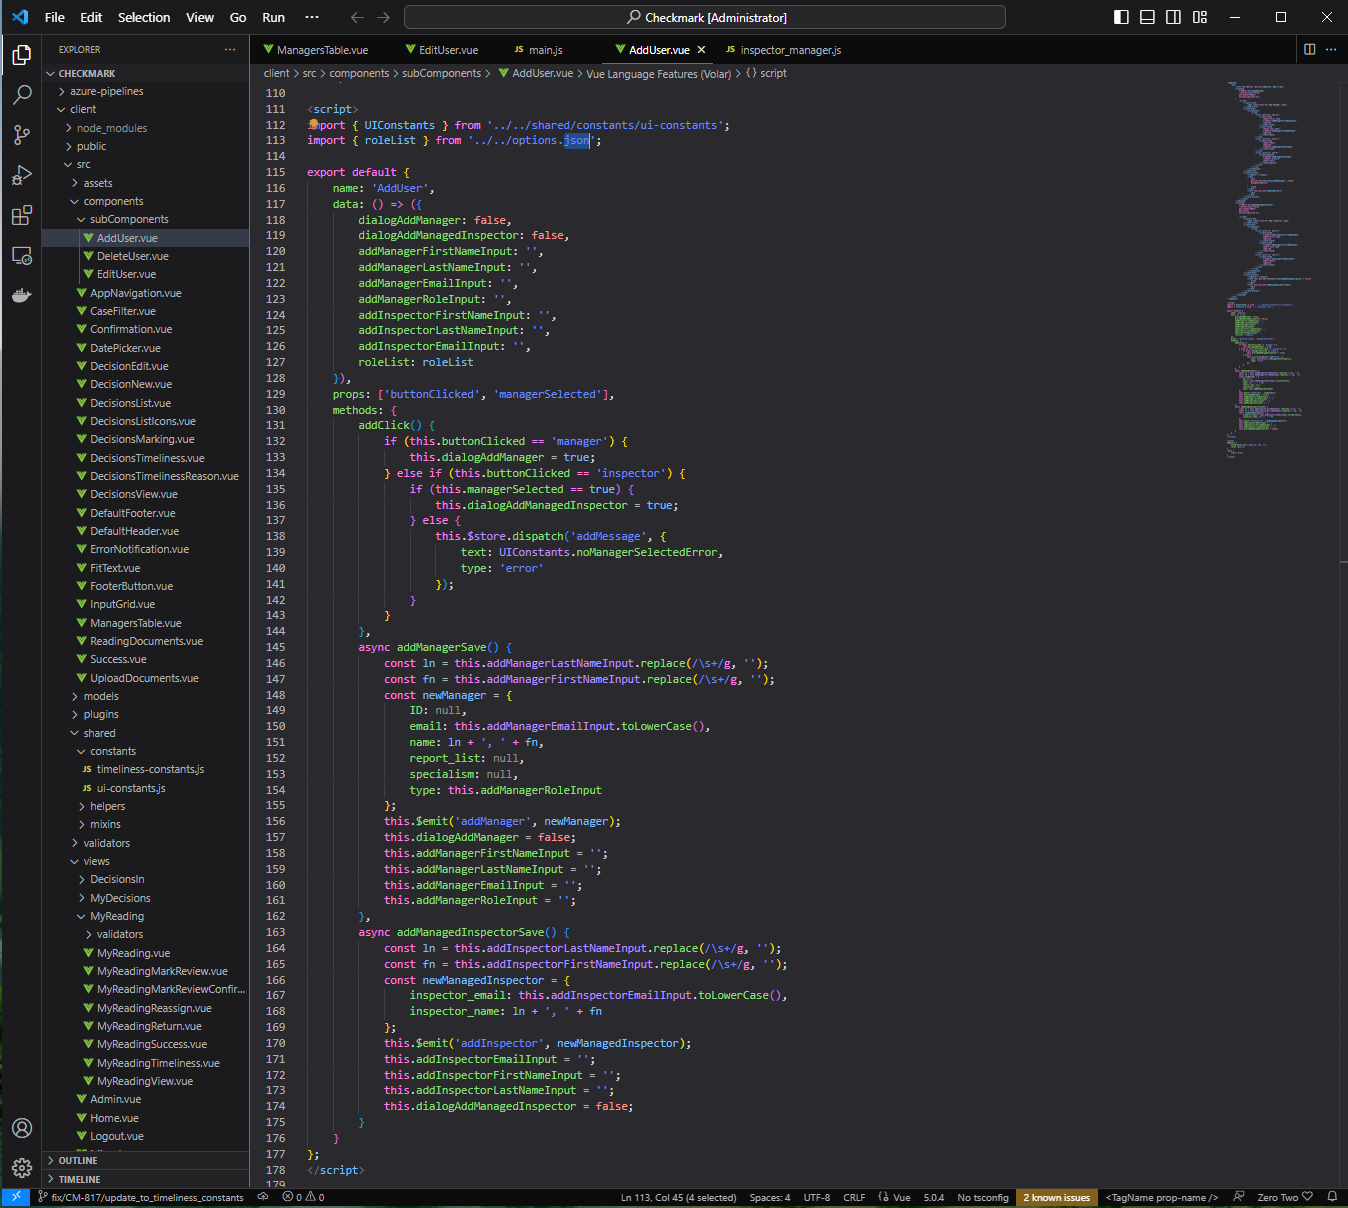 File Edit Selection View Go Run ··· Checkmark [Administrator]
EXPLORER ···
ManagersTable.vue EditUser.vue JS main.js AddUser.vue JS inspector_manager.js ···
client > src > components > subComponents > AddUser.vue > Vue Language Features (Volar) > {} script
CHECKMARK
azure-pipelines
client
node_modules
public
src
assets
components
subComponents
AddUser.vue
DeleteUser.vue
EditUser.vue
AppNavigation.vue
CaseFilter.vue
Confirmation.vue
DatePicker.vue
DecisionEdit.vue
DecisionNew.vue
DecisionsList.vue
DecisionsListIcons.vue
DecisionsMarking.vue
DecisionsTimeliness.vue
DecisionsTimelinessReason.vue
DecisionsView.vue
DefaultFooter.vue
DefaultHeader.vue
ErrorNotification.vue
FitText.vue
FooterButton.vue
InputGrid.vue
ManagersTable.vue
ReadingDocuments.vue
Success.vue
UploadDocuments.vue
models
plugins
shared
constants
JS timeliness-constants.js
JS ui-constants.js
helpers
mixins
validators
views
DecisionsIn
MyDecisions
MyReading
validators
MyReading.vue
MyReadingMarkReview.vue
MyReadingMarkReviewConfir...
MyReadingReassign.vue
MyReadingReturn.vue
MyReadingSuccess.vue
MyReadingTimeliness.vue
MyReadingView.vue
Admin.vue
Home.vue
Logout.vue
OUTLINE
TIMELINE
110
111 <script>
112 import { UIConstants } from '../../shared/constants/ui-constants';
113 import { roleList } from '../../options.json';
114
115 export default {
116     name: 'AddUser',
117     data: () => ({
118         dialogAddManager: false,
119         dialogAddManagedInspector: false,
120         addManagerFirstNameInput: '',
121         addManagerLastNameInput: '',
122         addManagerEmailInput: '',
123         addManagerRoleInput: '',
124         addInspectorFirstNameInput: '',
125         addInspectorLastNameInput: '',
126         addInspectorEmailInput: '',
127         roleList: roleList
128     }),
129     props: ['buttonClicked', 'managerSelected'],
130     methods: {
131         addClick() {
132             if (this.buttonClicked == 'manager') {
133                 this.dialogAddManager = true;
134             } else if (this.buttonClicked == 'inspector') {
135                 if (this.managerSelected == true) {
136                     this.dialogAddManagedInspector = true;
137                 } else {
138                     this.$store.dispatch('addMessage', {
139                         text: UIConstants.noManagerSelectedError,
140                         type: 'error'
141                     });
142                 }
143             }
144         },
145         async addManagerSave() {
146             const ln = this.addManagerLastNameInput.replace(/\s+/g, '');
147             const fn = this.addManagerFirstNameInput.replace(/\s+/g, '');
148             const newManager = {
149                 ID: null,
150                 email: this.addManagerEmailInput.toLowerCase(),
151                 name: ln + ', ' + fn,
152                 report_list: null,
153                 specialism: null,
154                 type: this.addManagerRoleInput
155             };
156             this.$emit('addManager', newManager);
157             this.dialogAddManager = false;
158             this.addManagerFirstNameInput = '';
159             this.addManagerLastNameInput = '';
160             this.addManagerEmailInput = '';
161             this.addManagerRoleInput = '';
162         },
163         async addManagedInspectorSave() {
164             const ln = this.addInspectorLastNameInput.replace(/\s+/g, '');
165             const fn = this.addInspectorFirstNameInput.replace(/\s+/g, '');
166             const newManagedInspector = {
167                 inspector_email: this.addInspectorEmailInput.toLowerCase(),
168                 inspector_name: ln + ', ' + fn
169             };
170             this.$emit('addInspector', newManagedInspector);
171             this.addInspectorEmailInput = '';
172             this.addInspectorFirstNameInput = '';
173             this.addInspectorLastNameInput = '';
174             this.dialogAddManagedInspector = false;
175         }
176     }
177 };
178 </script>
179
fix/CM-817/update_to_timeliness_constants 0 0 Ln 113, Col 45 (4 selected) Spaces: 4 UTF-8 CRLF {} Vue 5.0.4 No tsconfig 2 known issues <TagName prop-name /> Zero Two